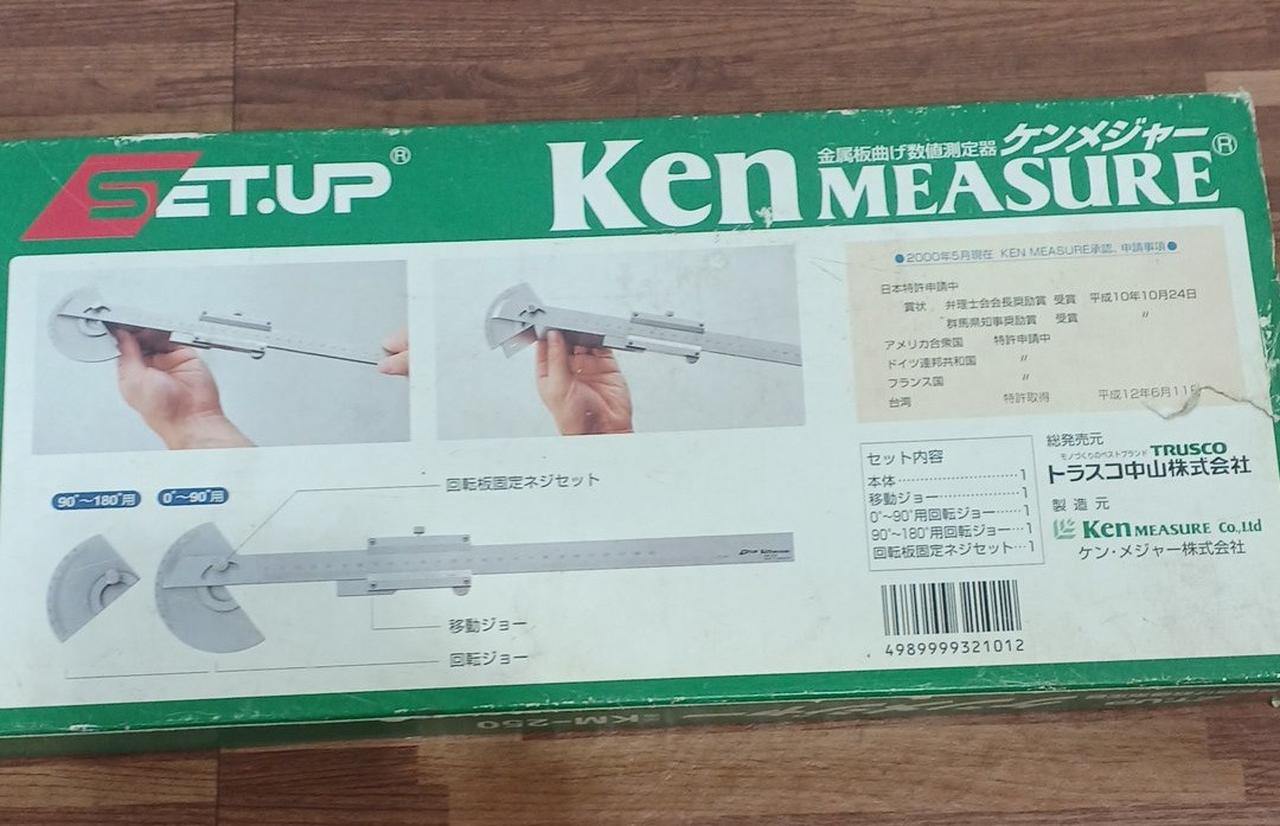 SET.UP®
金属板曲げ数値測定器 ケンメジャー
Ken MEASURE®
●2000年5月現在 KEN MEASURE承認、申請事項●
日本特許申請中
賞状 弁理士会会長奨励賞 受賞 平成10年10月24日
群馬県知事奨励賞 受賞 〃
アメリカ合衆国 特許申請中
ドイツ連邦共和国 〃
フランス国 〃
台湾 特許取得 平成12年6月11日
90°〜180°用
0°〜90°用
回転板固定ネジセット
移動ジョー
回転ジョー
セット内容
本体……………………1
移動ジョー……………1
0°〜90°用回転ジョー……1
90°〜180°用回転ジョー…1
回転板固定ネジセット…1
総発売元
モノづくりのベストブランド TRUSCO
トラスコ中山株式会社
製造元
Ken MEASURE Co.,Ltd
ケン・メジャー株式会社
4989999321012
ケンメジャー KM-250